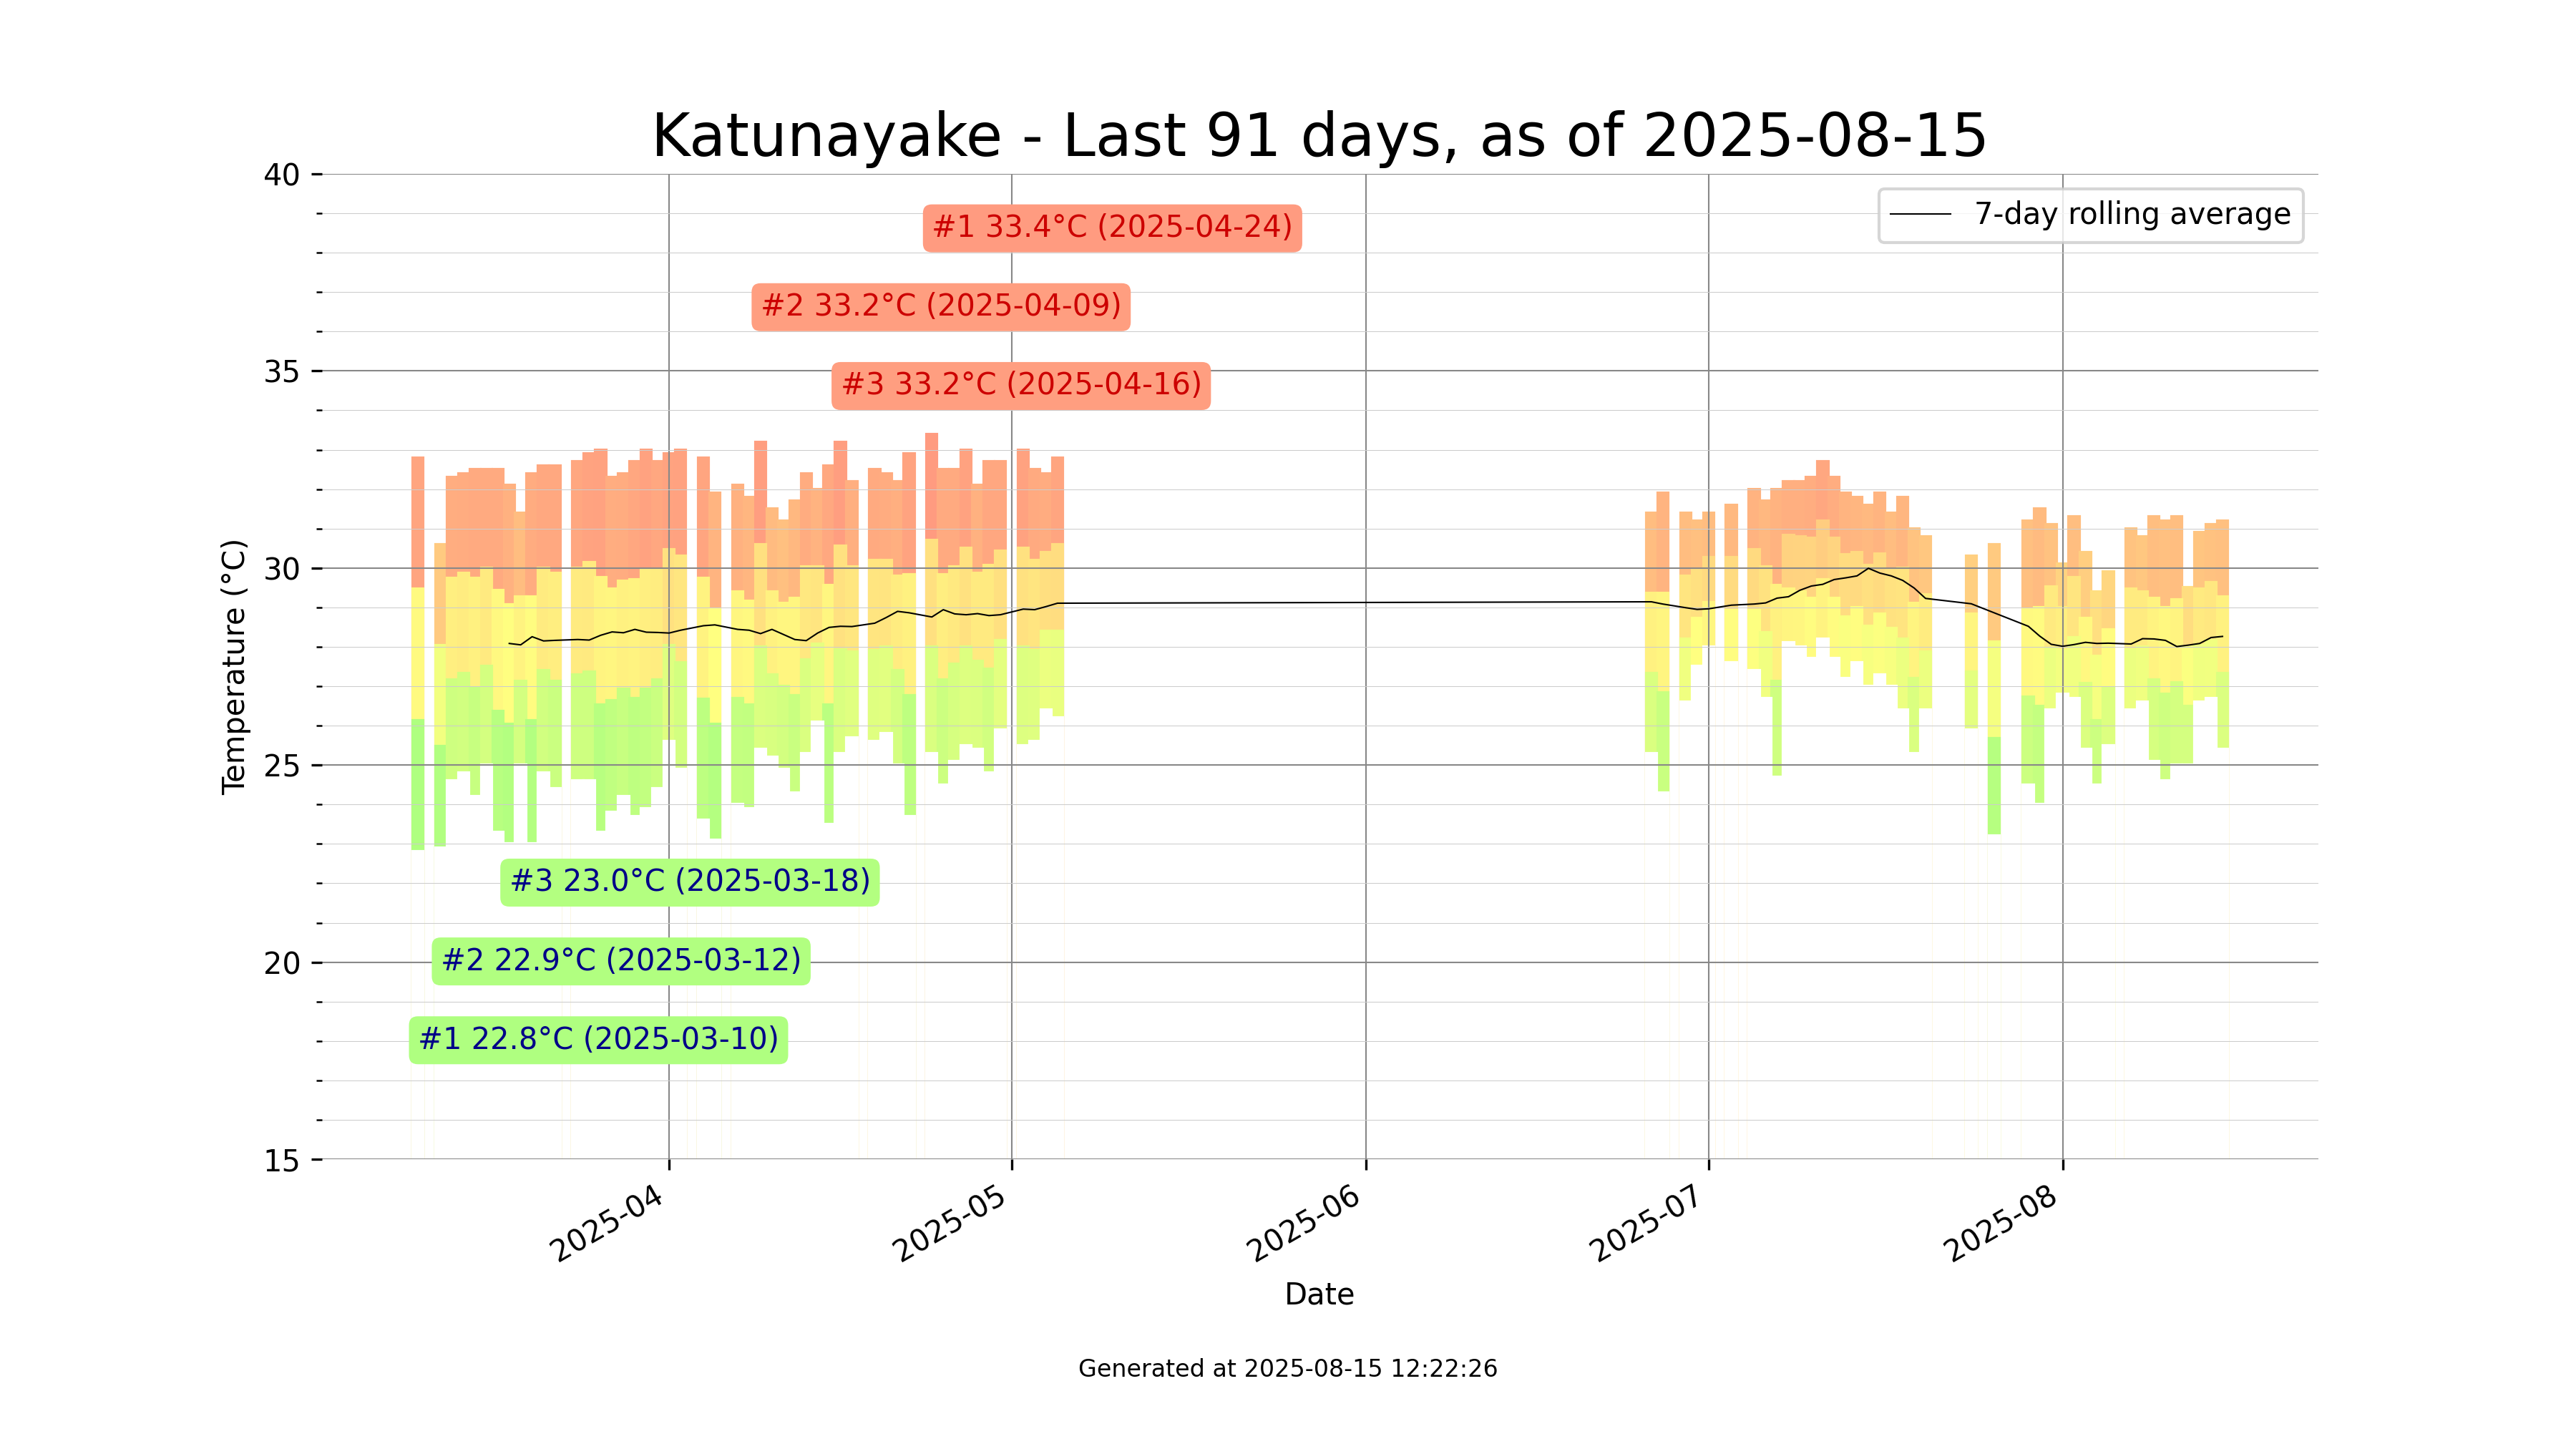 Katunayake - Last 91 days, as of 2025-08-15
40
35
30
25
20
15
Temperature (°C)
7-day rolling average
#1 33.4°C (2025-04-24)
#2 33.2°C (2025-04-09)
#3 33.2°C (2025-04-16)
#3 23.0°C (2025-03-18)
#2 22.9°C (2025-03-12)
#1 22.8°C (2025-03-10)
2025-04
2025-05
2025-06
2025-07
2025-08
Date
Generated at 2025-08-15 12:22:26